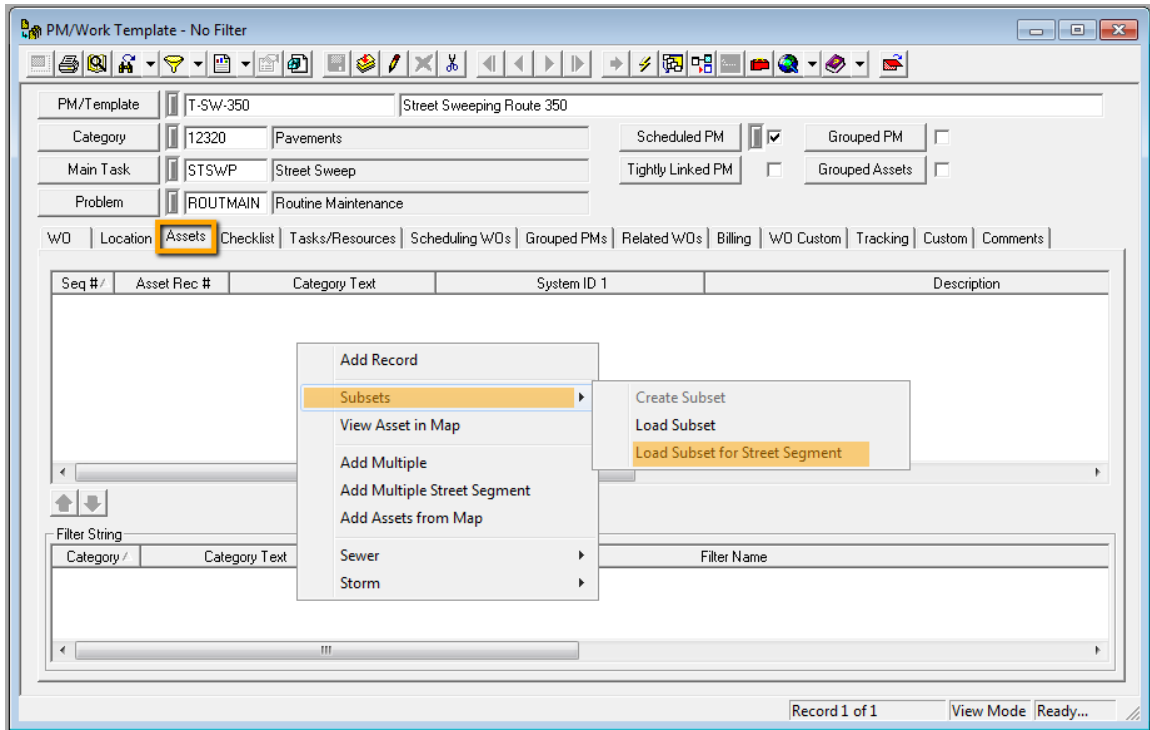 PM/Work Template - No Filter
PM/Template T-SW-350 Street Sweeping Route 350
Category 12320 Pavements Scheduled PM Grouped PM
Main Task STSWP Street Sweep Tightly Linked PM Grouped Assets
Problem ROUTMAIN Routine Maintenance
WO Location Assets Checklist Tasks/Resources Scheduling WOs Grouped PMs Related WOs Billing WO Custom Tracking Custom Comments
Seq # Asset Rec # Category Text System ID 1 Description
Add Record
Subsets
View Asset in Map
Add Multiple
Add Multiple Street Segment
Add Assets from Map
Sewer
Storm
Create Subset
Load Subset
Load Subset for Street Segment
Filter String
Category Category Text Filter Name
Record 1 of 1 View Mode Ready...